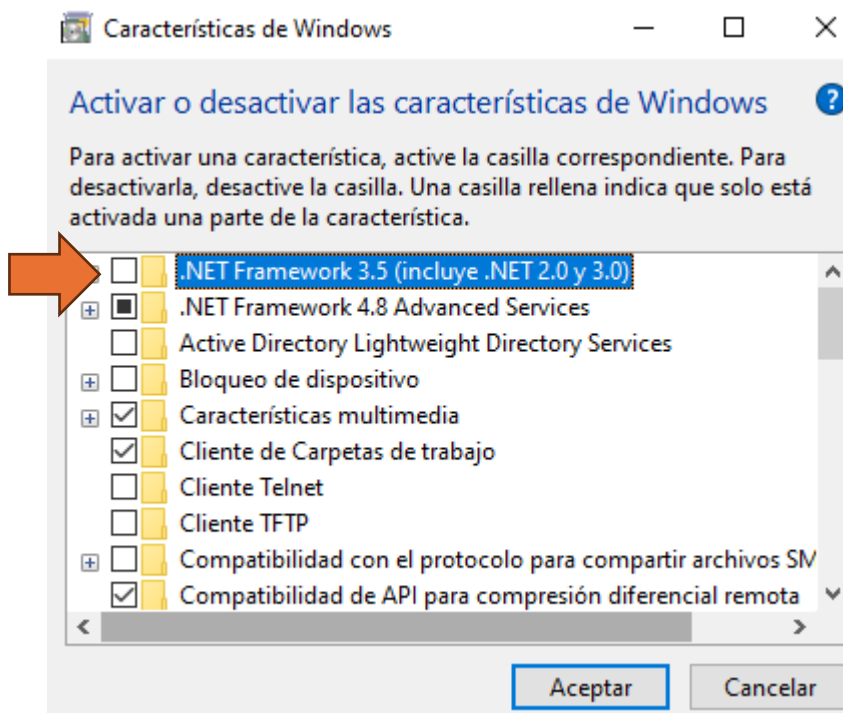 Características de Windows
Activar o desactivar las características de Windows
?
Para activar una característica, active la casilla correspondiente. Para
desactivarla, desactive la casilla. Una casilla rellena indica que solo está
activada una parte de la característica.
.NET Framework 3.5 (incluye .NET 2.0 y 3.0)
.NET Framework 4.8 Advanced Services
Active Directory Lightweight Directory Services
Bloqueo de dispositivo
Características multimedia
Cliente de Carpetas de trabajo
Cliente Telnet
Cliente TFTP
Compatibilidad con el protocolo para compartir archivos
Compatibilidad de API para compresión diferencial remota
Aceptar Cancelar